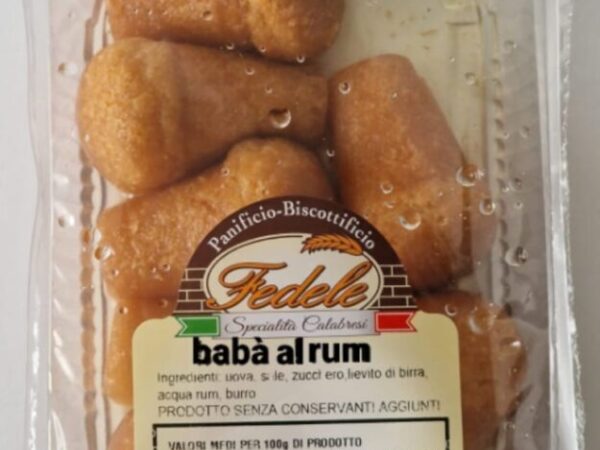 Panificio-Biscottificio
Fedele
Specialità Calabresi
babà al rum
Ingredienti: uova, sale, zucchero, lievito di birra,
acqua rum, burro
PRODOTTO SENZA CONSERVANTI AGGIUNTI
VALORI MEDI PER 100g DI PRODOTTO